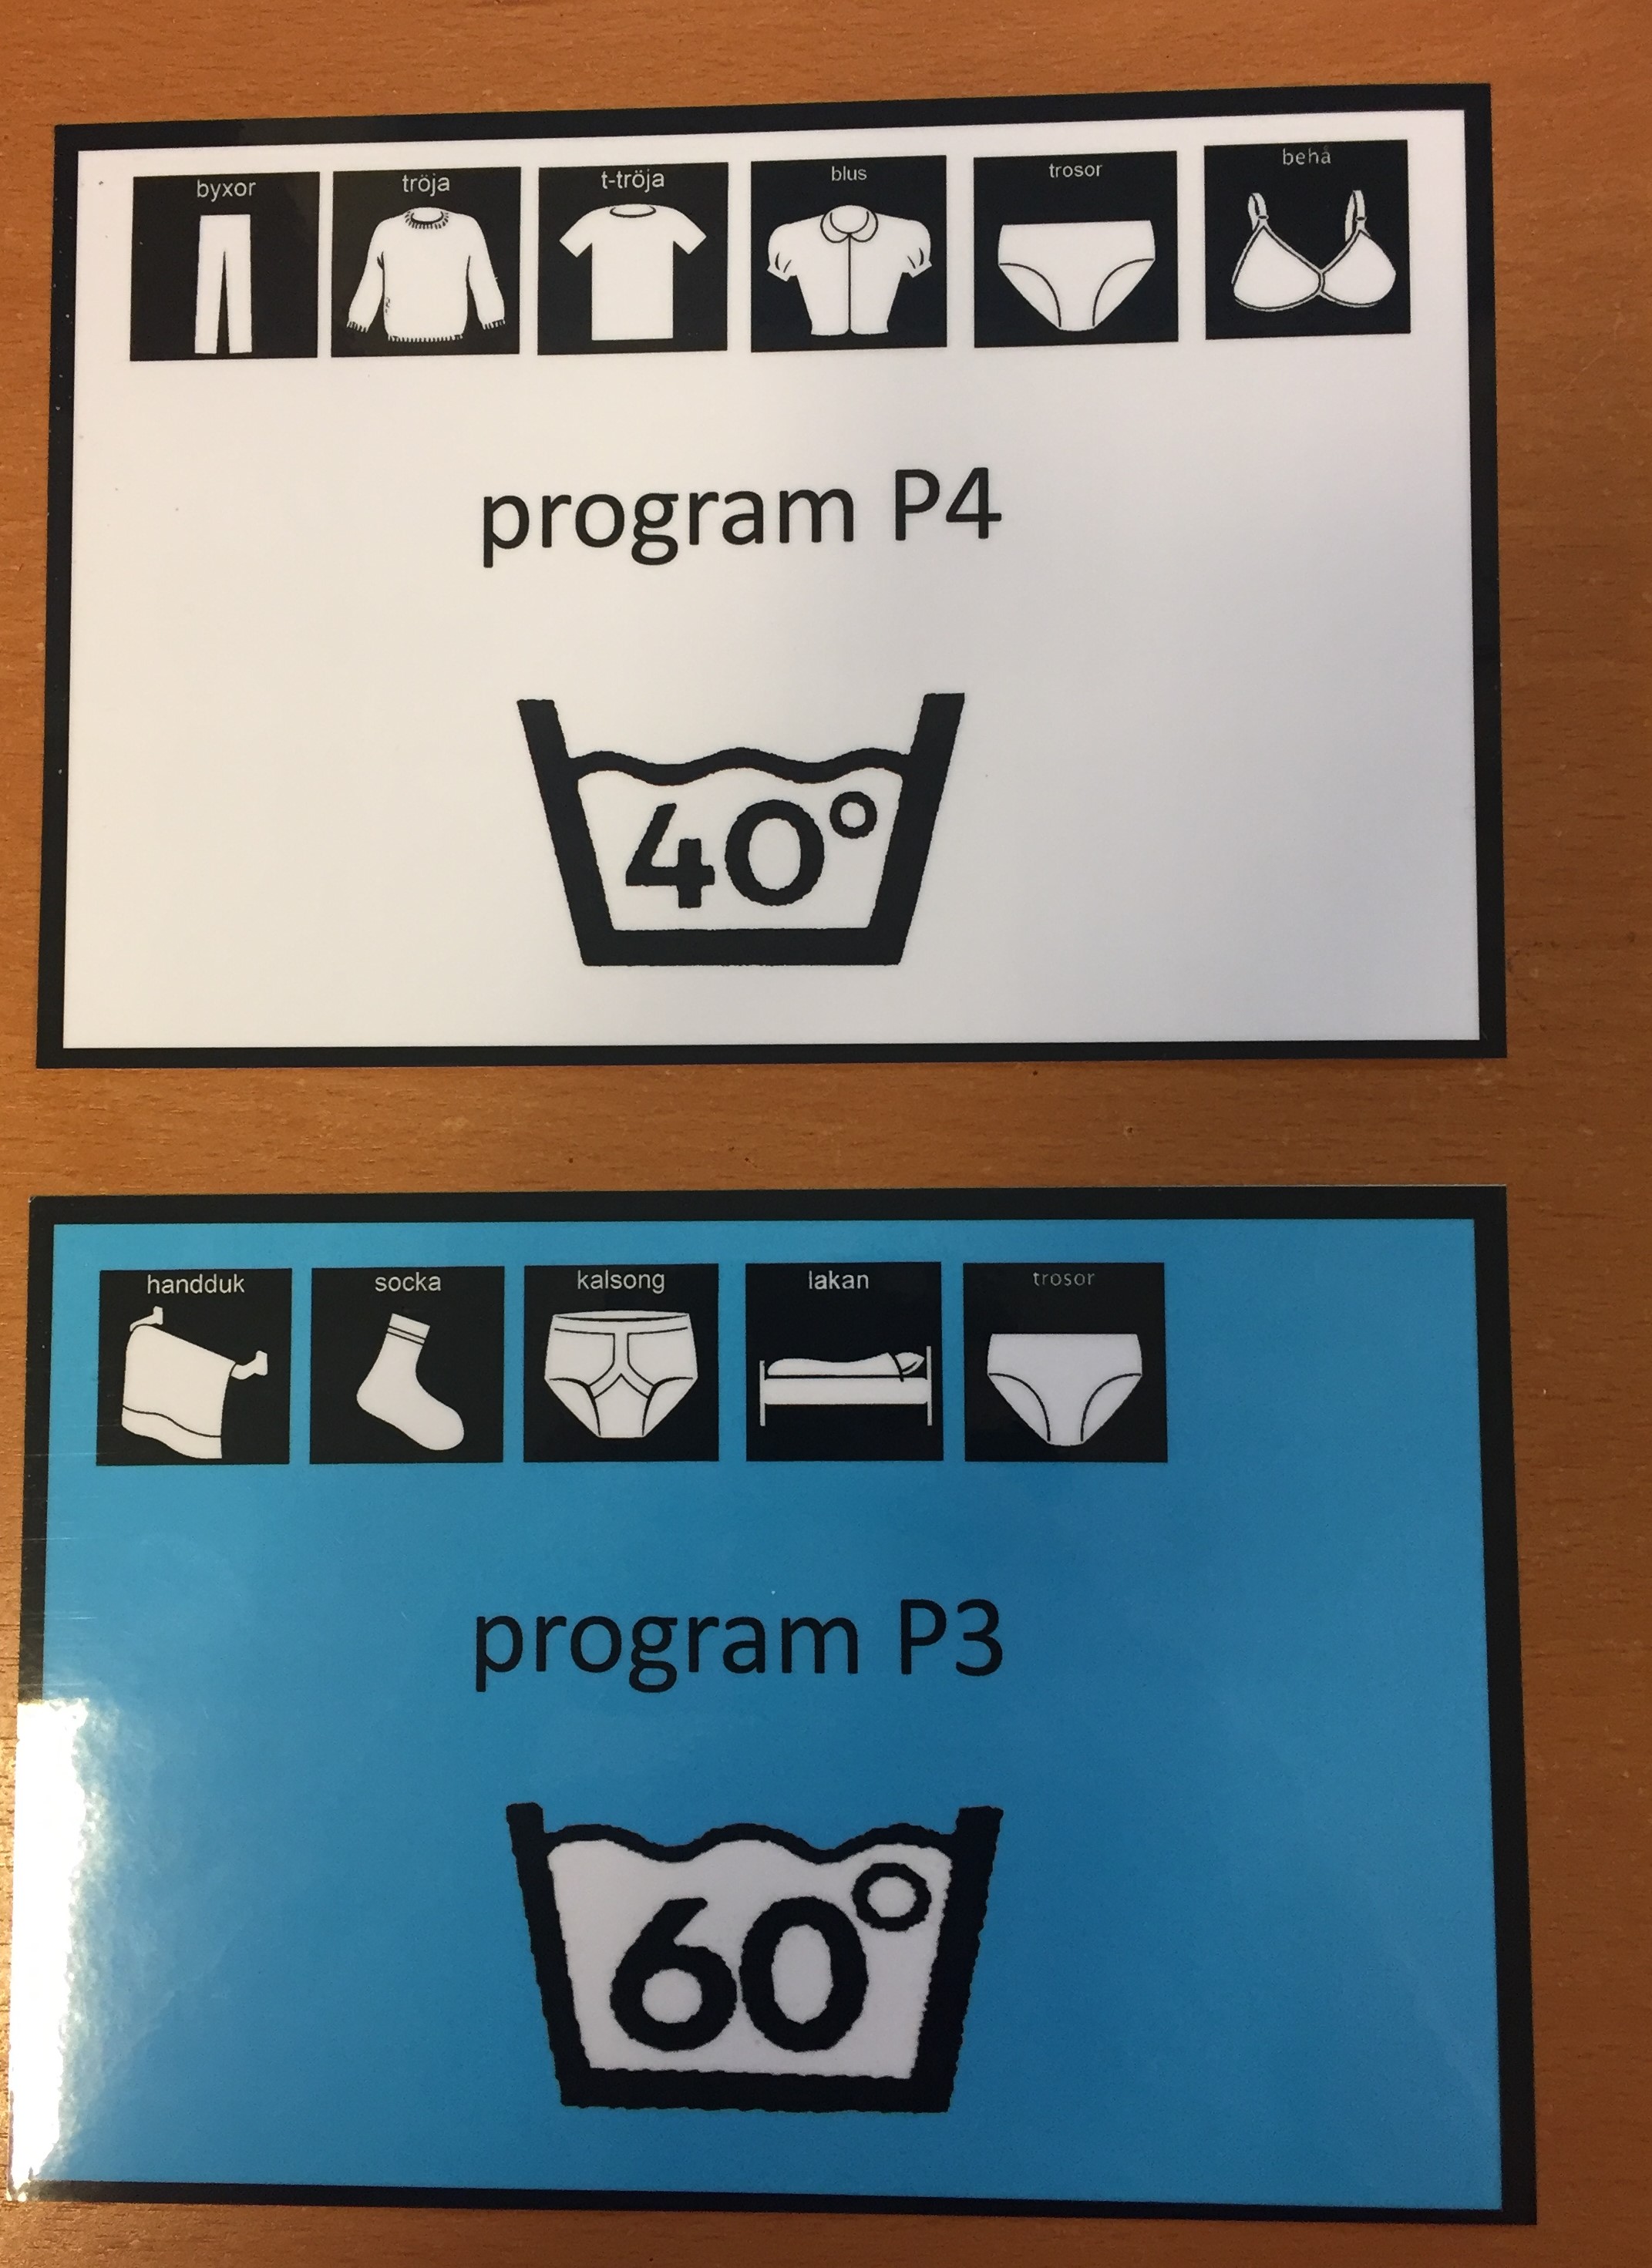 byxor tröja t-tröja blus trosor behå
program P4
40°
handduk socka kalsong lakan trosor
program P3
60°